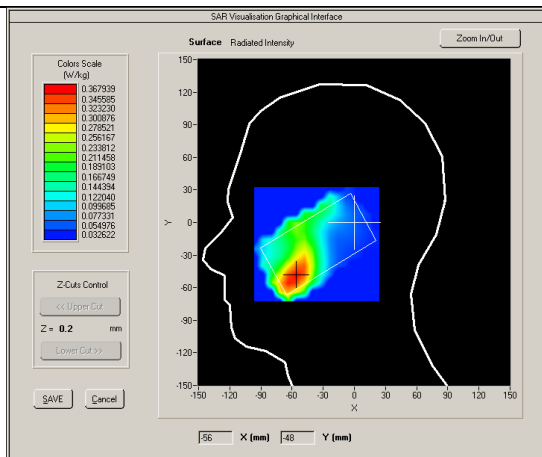 SAR Visualisation Graphical Interface
Surface Radiated Intensity
Zoom In/Out
Colors Scale
(W/kg)
0.367939
0.345585
0.323230
0.300876
0.278521
0.256167
0.233812
0.211458
0.189103
0.166749
0.144394
0.122040
0.099685
0.077331
0.054976
0.032622
Z-Cuts Control
<< Upper Cut
Z = 0.2 mm
Lower Cut >>
SAVE Cancel
150-
120-
90-
60-
30-
0-
-30-
-60-
-90-
-120-
-150-
Y
-150 -120 -90 -60 -30 0 30 60 90 120 150
X
-56 X (mm) -48 Y (mm)